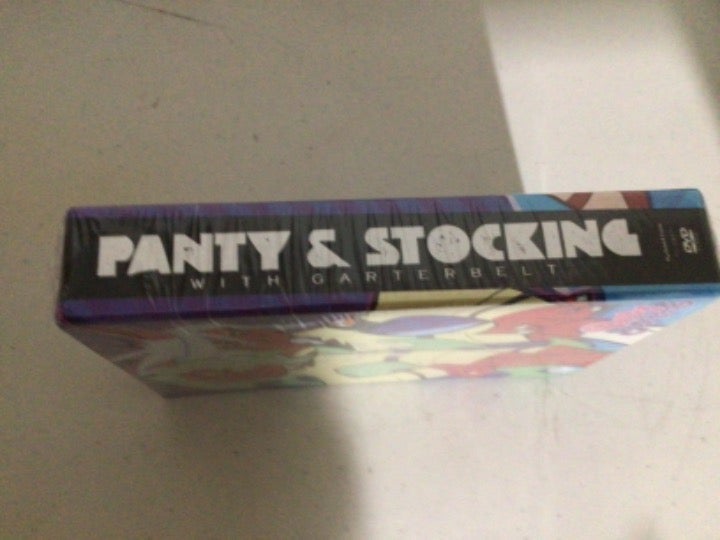 PANTY & STOCKING
WITH GARTERBELT
DVD